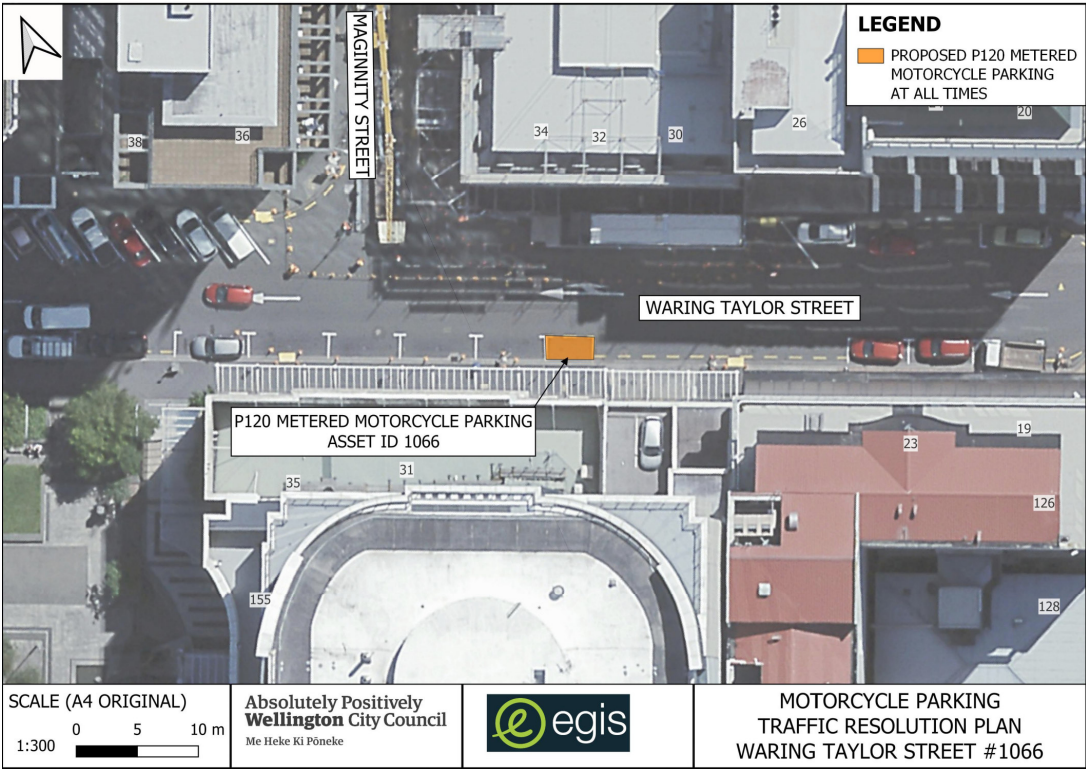 LEGEND
PROPOSED P120 METERED
MOTORCYCLE PARKING
AT ALL TIMES
MAGINNITY STREET
38
36
34
32
30
26
20
WARING TAYLOR STREET
P120 METERED MOTORCYCLE PARKING
ASSET ID 1066
35
31
23
19
126
155
128
SCALE (A4 ORIGINAL)
0 5 10 m
1:300
Absolutely Positively
Wellington City Council
Me Heke Ki Pōneke
egis
MOTORCYCLE PARKING
TRAFFIC RESOLUTION PLAN
WARING TAYLOR STREET #1066